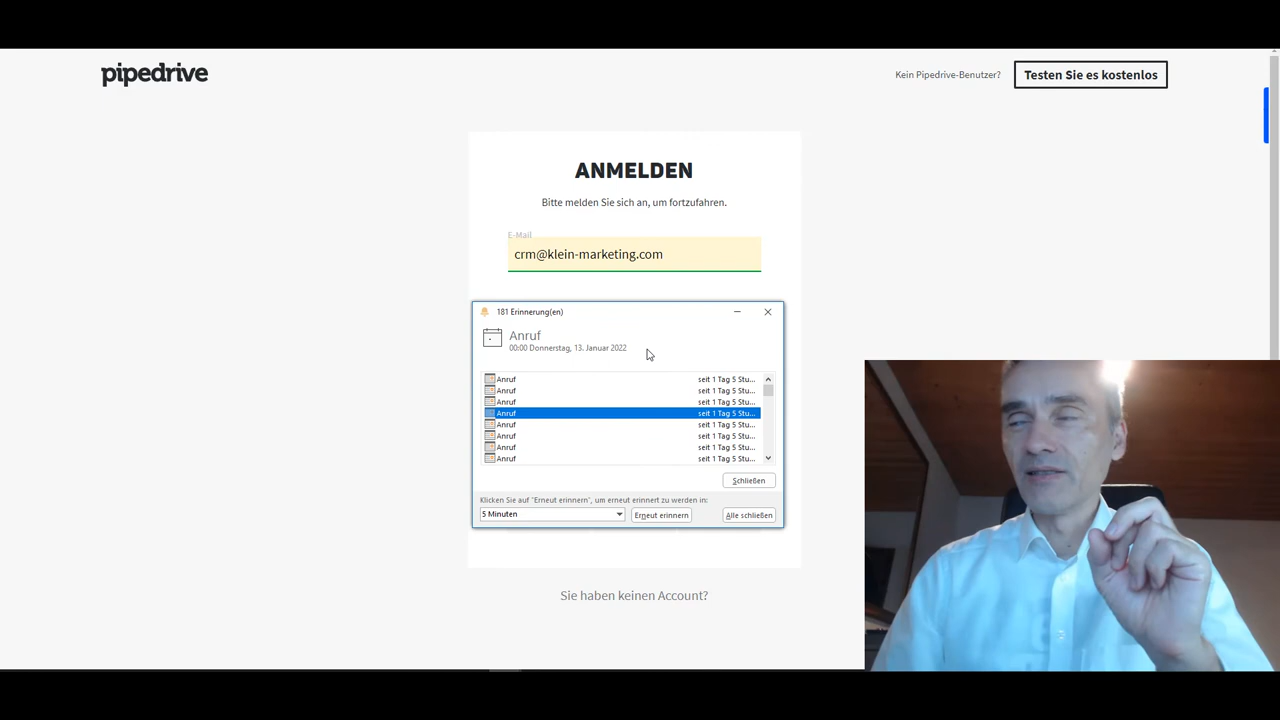 pipedrive
Kein Pipedrive-Benutzer?
Testen Sie es kostenlos
ANMELDEN
Bitte melden Sie sich an, um fortzufahren.
E-Mail
crm@klein-marketing.com
181 Erinnerung(en)
Anruf
00:00 Donnerstag, 13. Januar 2022
Anruf seit 1 Tag 5 Stu...
Anruf seit 1 Tag 5 Stu...
Anruf seit 1 Tag 5 Stu...
Anruf seit 1 Tag 5 Stu...
Anruf seit 1 Tag 5 Stu...
Anruf seit 1 Tag 5 Stu...
Anruf seit 1 Tag 5 Stu...
Anruf seit 1 Tag 5 Stu...
Schließen
Klicken Sie auf "Erneut erinnern", um erneut erinnert zu werden in:
5 Minuten
Erneut erinnern
Alle schließen
Sie haben keinen Account?